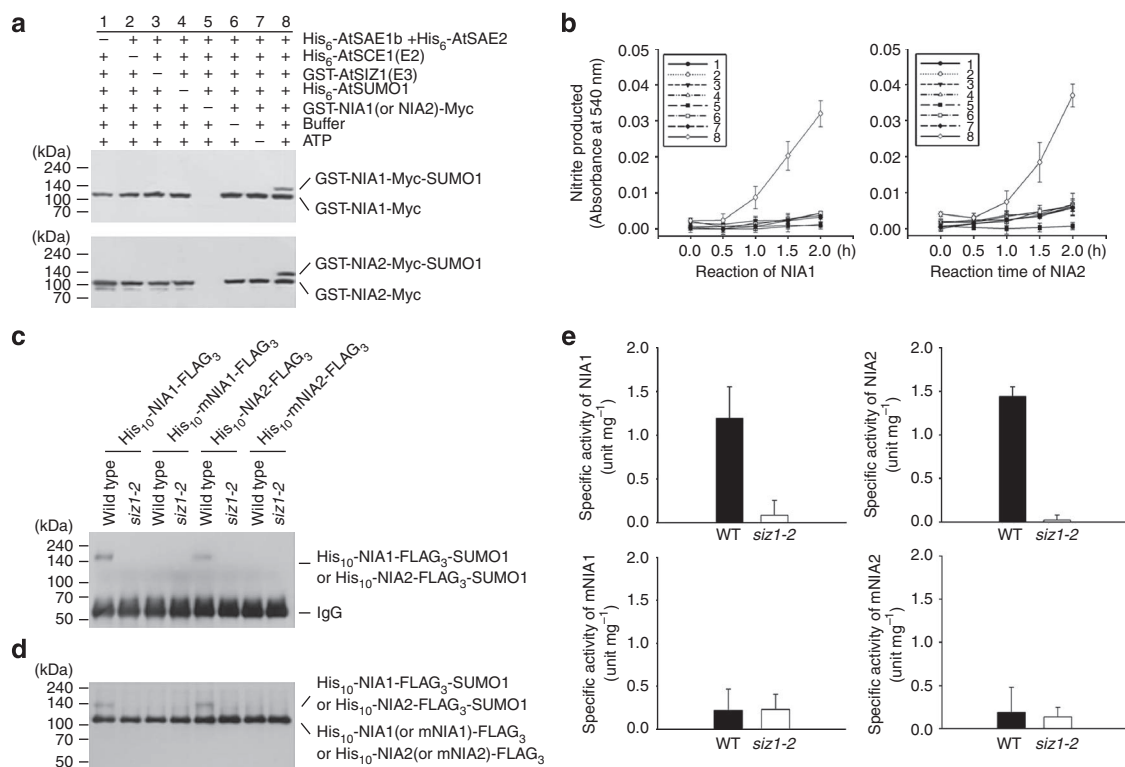 a
1 2 3 4 5 6 7 8
– + + + + + + + His6-AtSAE1b +His6-AtSAE2
+ – + + + + + + His6-AtSCE1(E2)
+ + – + + + + + GST-AtSIZ1(E3)
+ + + – + + + + His6-AtSUMO1
+ + + + – + + + GST-NIA1(or NIA2)-Myc
+ + + + + – + + Buffer
+ + + + + + – + ATP
(kDa)
240
140
100
70
GST-NIA1-Myc-SUMO1
GST-NIA1-Myc
(kDa)
240
140
100
70
GST-NIA2-Myc-SUMO1
GST-NIA2-Myc
b
Nitrite producted
(Absorbance at 540 nm)
0.05
0.04
0.03
0.02
0.01
0.00
1
2
3
4
5
6
7
8
0.0 0.5 1.0 1.5 2.0 (h)
Reaction of NIA1
0.05
0.04
0.03
0.02
0.01
0.00
1
2
3
4
5
6
7
8
0.0 0.5 1.0 1.5 2.0 (h)
Reaction time of NIA2
c
His10-NIA1-FLAG3
His10-mNIA1-FLAG3
His10-NIA2-FLAG3
His10-mNIA2-FLAG3
Wild type
siz1-2
Wild type
siz1-2
Wild type
siz1-2
Wild type
siz1-2
(kDa)
240
140
100
70
50
His10-NIA1-FLAG3-SUMO1
or His10-NIA2-FLAG3-SUMO1
IgG
d
(kDa)
240
140
100
70
50
His10-NIA1-FLAG3-SUMO1
or His10-NIA2-FLAG3-SUMO1
His10-NIA1(or mNIA1)-FLAG3
or His10-NIA2(or mNIA2)-FLAG3
e
Specific activity of NIA1
(unit mg−1)
2.0
1.5
1.0
0.5
0.0
WT siz1-2
Specific activity of NIA2
(unit mg−1)
2.0
1.5
1.0
0.5
0.0
WT siz1-2
Specific activity of mNIA1
(unit mg−1)
2.0
1.5
1.0
0.5
0.0
WT siz1-2
Specific activity of mNIA2
(unit mg−1)
2.0
1.5
1.0
0.5
0.0
WT siz1-2